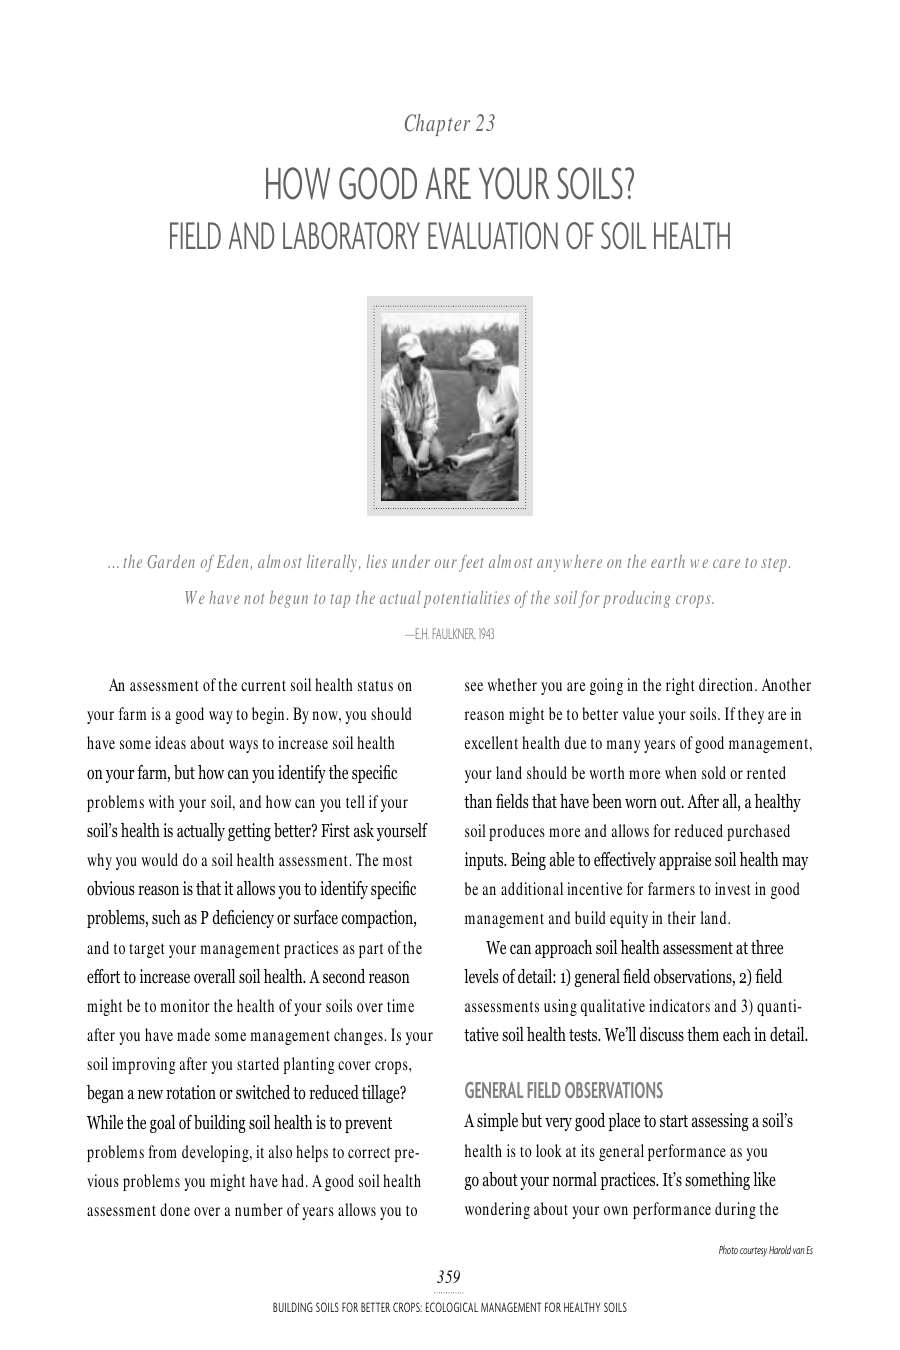 Chapter 23
HOW GOOD ARE YOUR SOILS?
FIELD AND LABORATORY EVALUATION OF SOIL HEALTH
...the Garden of Eden, almost literally, lies under our feet almost anywhere on the earth we care to step.
We have not begun to tap the actual potentialities of the soil for producing crops.
—E.H. FAULKNER, 1943
An assessment of the current soil health status on
your farm is a good way to begin. By now, you should
have some ideas about ways to increase soil health
on your farm, but how can you identify the specific
problems with your soil, and how can you tell if your
soil’s health is actually getting better? First ask yourself
why you would do a soil health assessment. The most
obvious reason is that it allows you to identify specific
problems, such as P deficiency or surface compaction,
and to target your management practices as part of the
effort to increase overall soil health. A second reason
might be to monitor the health of your soils over time
after you have made some management changes. Is your
soil improving after you started planting cover crops,
began a new rotation or switched to reduced tillage?
While the goal of building soil health is to prevent
problems from developing, it also helps to correct pre-
vious problems you might have had. A good soil health
assessment done over a number of years allows you to
see whether you are going in the right direction. Another
reason might be to better value your soils. If they are in
excellent health due to many years of good management,
your land should be worth more when sold or rented
than fields that have been worn out. After all, a healthy
soil produces more and allows for reduced purchased
inputs. Being able to effectively appraise soil health may
be an additional incentive for farmers to invest in good
management and build equity in their land.
We can approach soil health assessment at three
levels of detail: 1) general field observations, 2) field
assessments using qualitative indicators and 3) quanti-
tative soil health tests. We’ll discuss them each in detail.
GENERAL FIELD OBSERVATIONS
A simple but very good place to start assessing a soil’s
health is to look at its general performance as you
go about your normal practices. It’s something like
wondering about your own performance during the
Photo courtesy Harold van Es
359
BUILDING SOILS FOR BETTER CROPS: ECOLOGICAL MANAGEMENT FOR HEALTHY SOILS